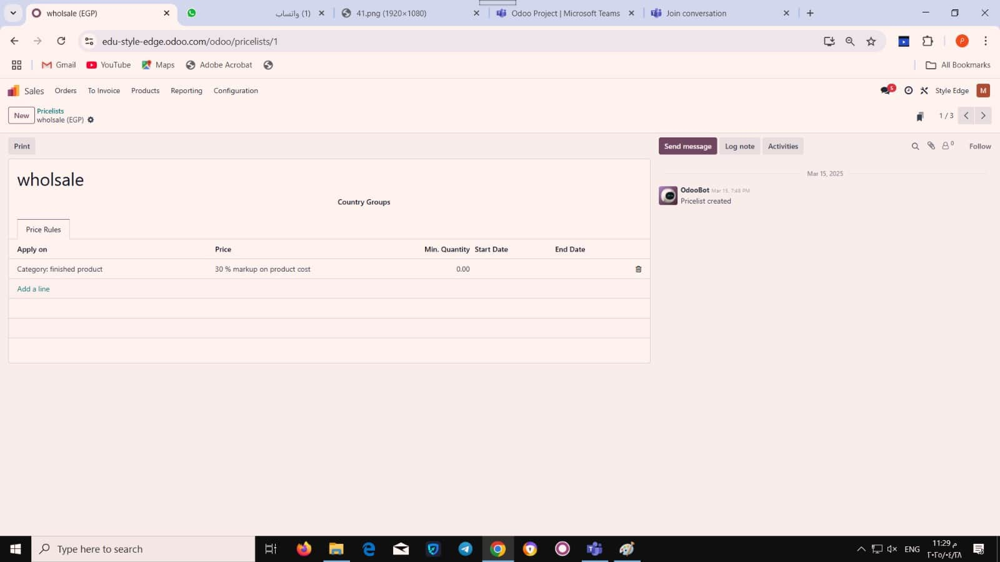 wholsale (EGP)
(1) واتساب
41.png (1920×1080)
Odoo Project | Microsoft Teams
Join conversation
edu-style-edge.odoo.com/odoo/pricelists/1
P
Gmail
YouTube
Maps
Adobe Acrobat
All Bookmarks
Sales
Orders
To Invoice
Products
Reporting
Configuration
5
Style Edge
M
New
Pricelists
wholsale (EGP)
1 / 3
Print
Send message
Log note
Activities
0
Follow
wholsale
Country Groups
Mar 15, 2025
OdooBot Mar 15, 7:48 PM
Pricelist created
Price Rules
Apply on Price Min. Quantity Start Date End Date
Category: finished product 30 % markup on product cost 0.00
Add a line
Type here to search
ENG
11:29 م
٢٠٢٥/٠٤/٢٨